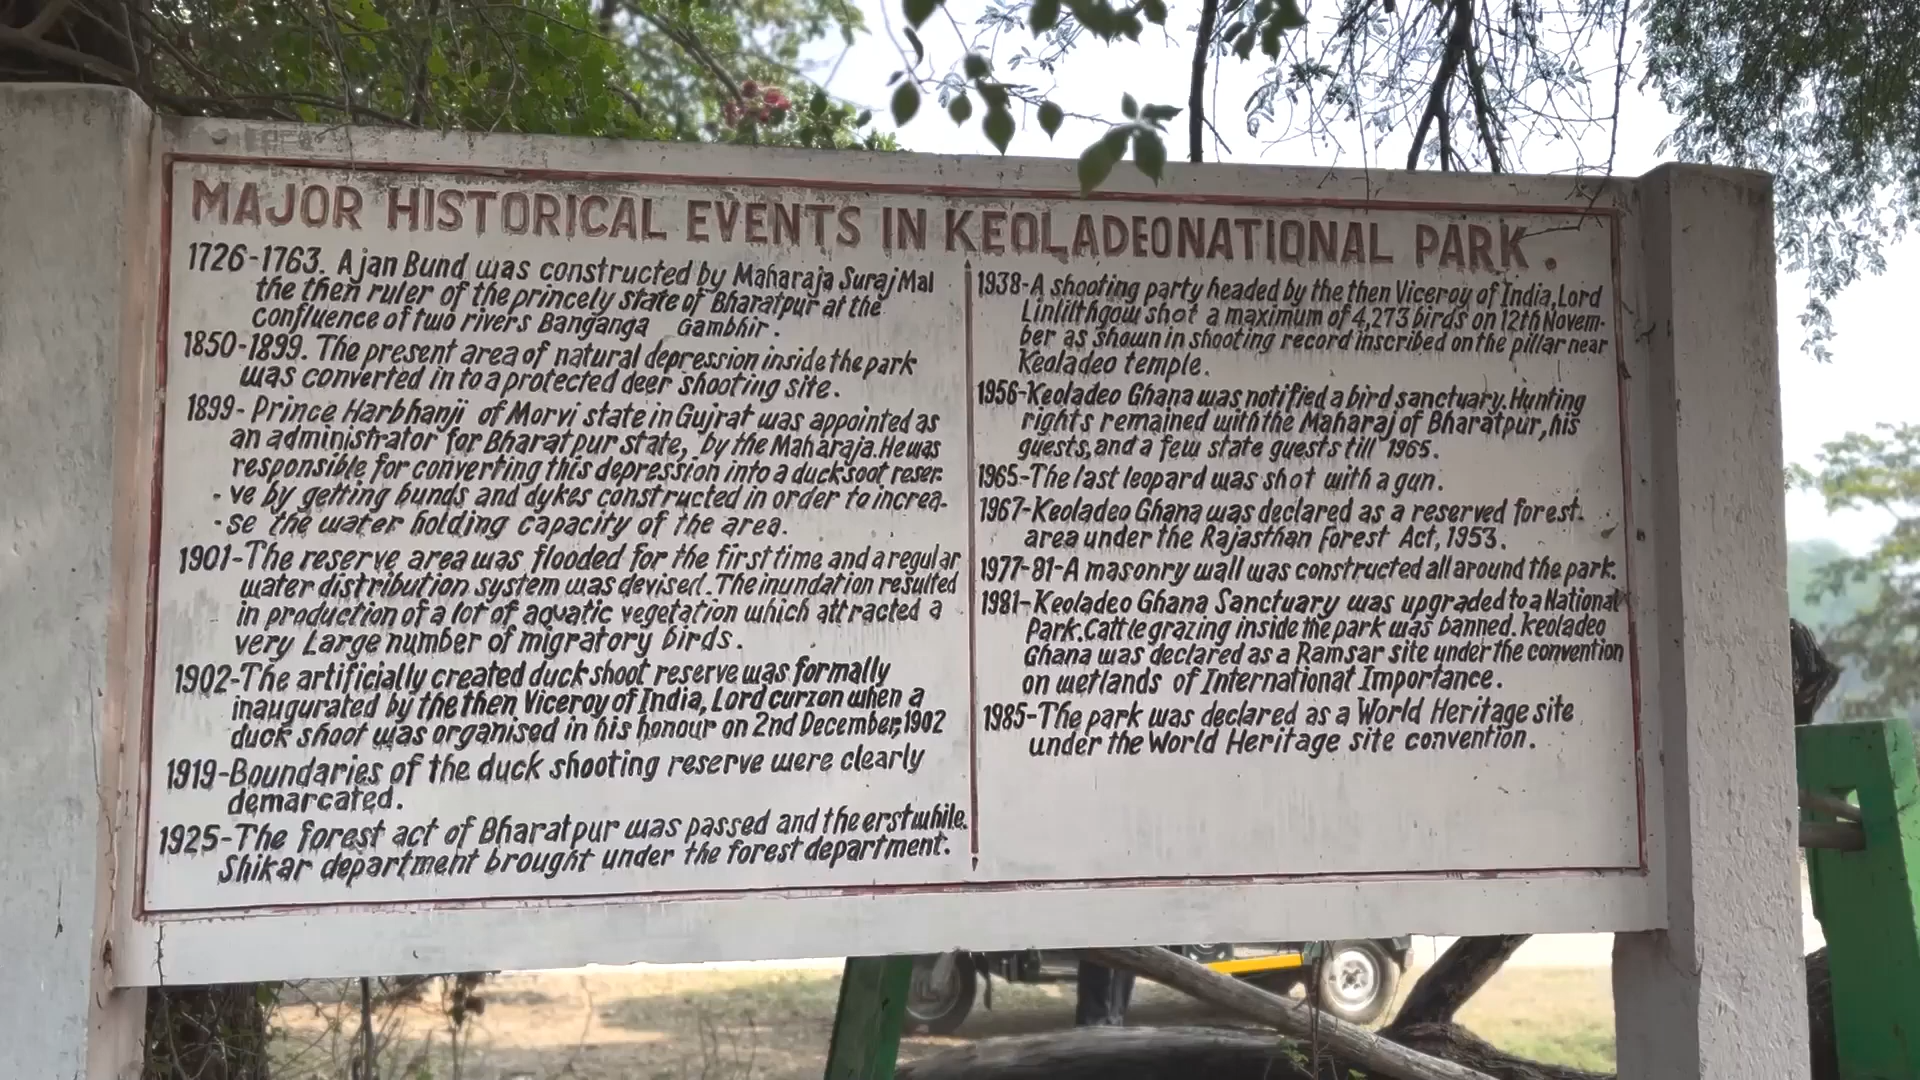 MAJOR HISTORICAL EVENTS IN KEOLADEONATIONAL PARK.
1726-1763. Ajan Bund was constructed by Maharaja Suraj Mal
the then ruler of the princely state of Bharatpur at the
confluence of two rivers Banganga Gambhir.
1850-1899. The present area of natural depression inside the park
was converted in to a protected deer shooting site.
1899- Prince Harbhanji of Morvi state in Gujrat was appointed as
an administrator for Bharatpur state, by the Maharaja. He was
responsible for converting this depression into a duck soot reser-
- ve by getting bunds and dykes constructed in order to increa-
- se the water holding capacity of the area.
1901-The reserve area was flooded for the first time and a regular
water distribution system was devised. The inundation resulted
in production of a lot of aquatic vegetation which attracted a
very Large number of migratory birds.
1902-The artificially created duck shoot reserve was formally
inaugurated by the then Viceroy of India, Lord curzon when a
duck shoot was organised in his honour on 2nd December,1902
1919-Boundaries of the duck shooting reserve were clearly
demarcated.
1925-The forest act of Bharatpur was passed and the erstwhile.
Shikar department brought under the forest department.
1938-A shooting party headed by the then Viceroy of India, Lord
Linlithgow shot a maximum of 4,273 birds on 12th Novem-
ber as shown in shooting record inscribed on the pillar near
Keoladeo temple.
1956-Keoladeo Ghana was notified a bird sanctuary. Hunting
rights remained with the Maharaj of Bharatpur, his
guests, and a few state guests till 1965.
1965-The last leopard was shot with a gun.
1967-Keoladeo Ghana was declared as a reserved forest.
area under the Rajasthan Forest Act, 1953.
1977-81-A masonry wall was constructed all around the park.
1981-Keoladeo Ghana Sanctuary was upgraded to a National
Park. Cattle grazing inside the park was banned. keoladeo
Ghana was declared as a Ramsar site under the convention
on wetlands of International Importance.
1985-The park was declared as a World Heritage site
under the World Heritage site convention.